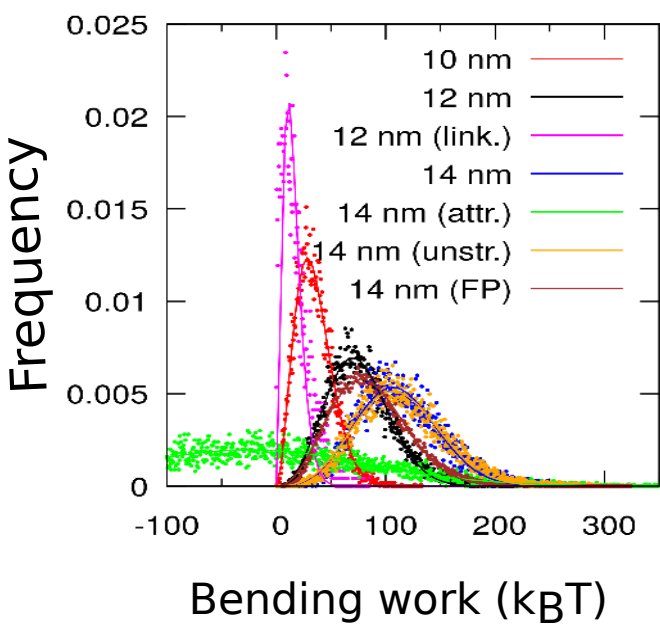 0.025
0.02
0.015
0.01
0.005
0
-100
0
100
200
300
Frequency
Bending work (kBT)
10 nm
12 nm
12 nm (link.)
14 nm
14 nm (attr.)
14 nm (unstr.)
14 nm (FP)